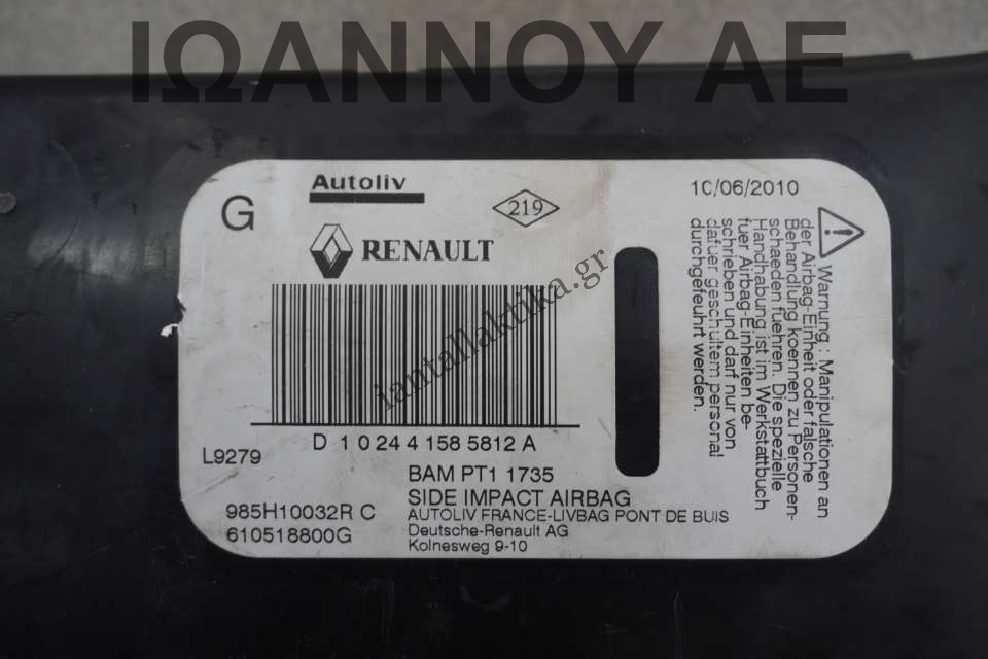 ΙΩΑΝΝΟΥ ΑΕ
G
Autoliv
219
10/06/2010
RENAULT
iantallaktika.gr
D 1 0 24 4 158 5812 A
L9279
BAM PT1 1735
SIDE IMPACT AIRBAG
985H10032R C
AUTOLIV FRANCE-LIVBAG PONT DE BUIS
610518800G
Deutsche-Renault AG
Kolnesweg 9-10
Warnung : Manipulationen an
der Airbag-Einheit oder falsche
Behandlung koennen zu Personen-
schaeden fuehren. Die spezielle
Handhabung ist im Werkstattbuch
fuer Airbag-Einheiten be-
schrieben und darf nur von
dafuer geschultem personal
durchgefeuhrt werden.